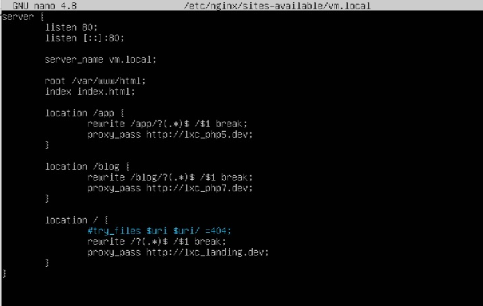 GNU nano 4.8 /etc/nginx/sites-available/vm.local
server {
listen 80;
listen [::]:80;
server_name vm.local;
root /var/www/html;
index index.html;
location /app {
rewrite /app/?(.*)$ /$1 break;
proxy_pass http://lxc_php5.dev;
}
location /blog {
rewrite /blog/?(.*)$ /$1 break;
proxy_pass http://lxc_php7.dev;
}
location / {
#try_files $uri $uri/ =404;
rewrite /?(.*)$ /$1 break;
proxy_pass http://lxc_landing.dev;
}
}